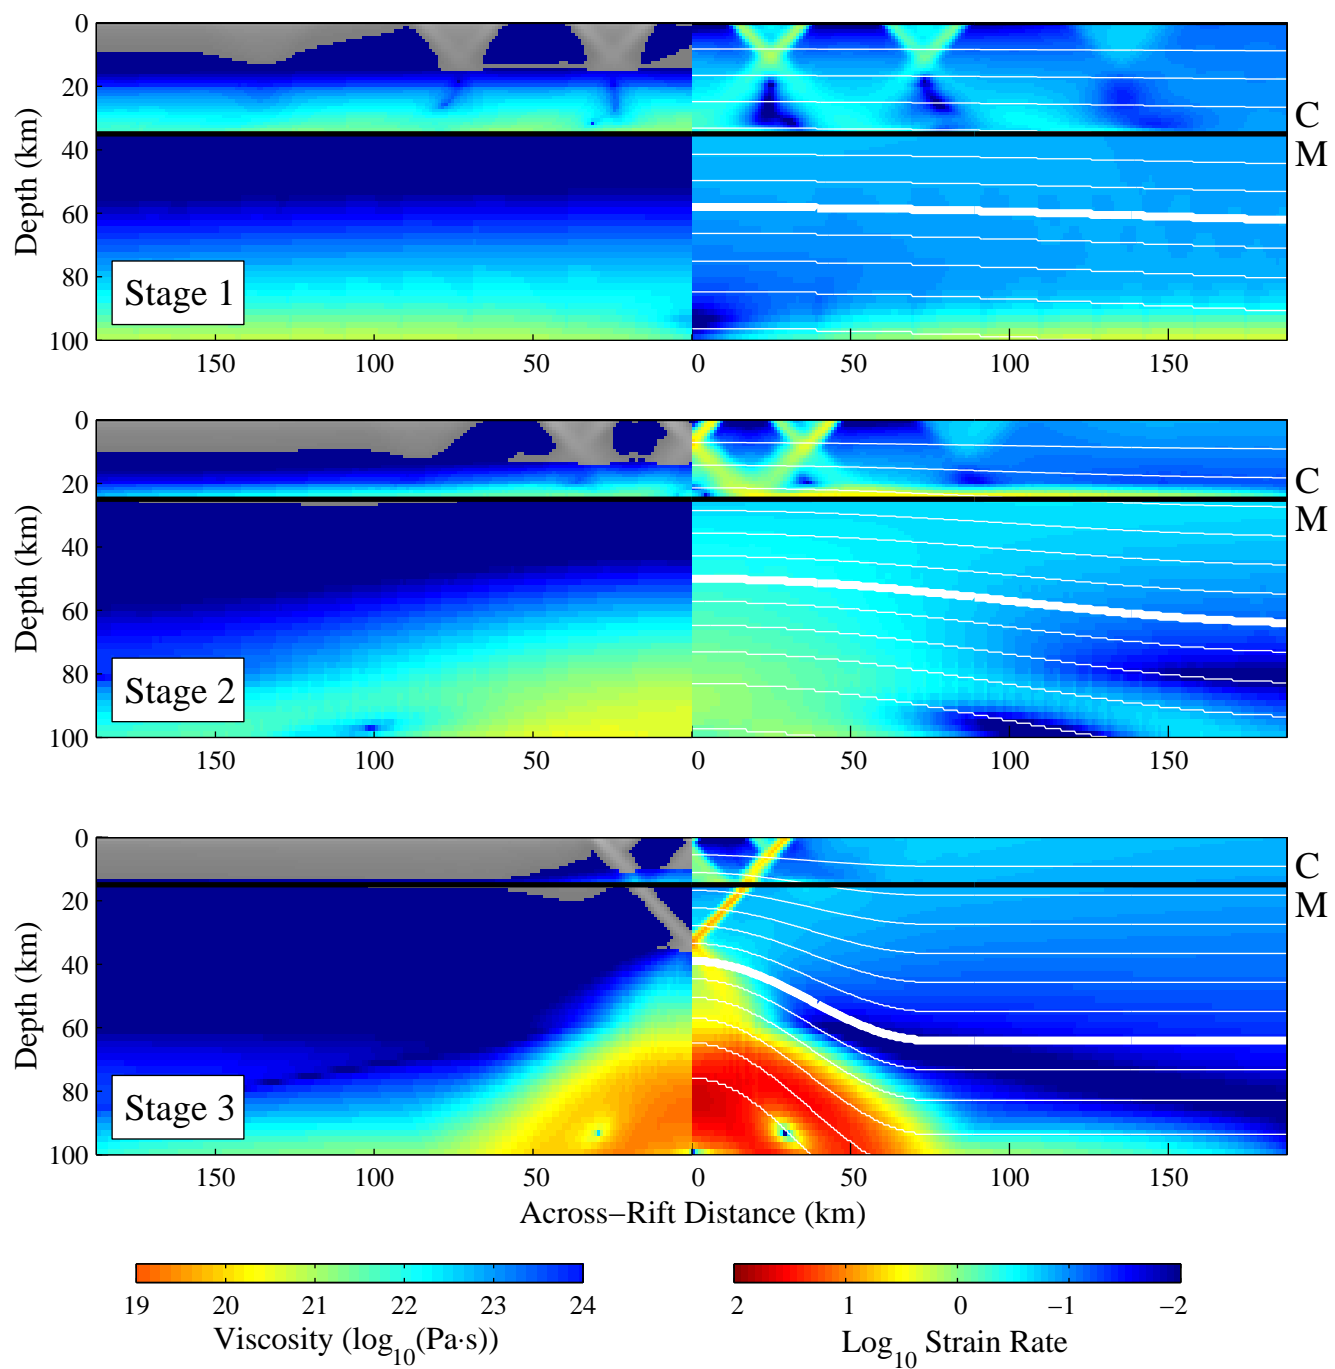 0
20
40
60
80
100
Depth (km)
Stage 1
C
M
150 100 50 0 50 100 150
0
20
40
60
80
100
Depth (km)
Stage 2
C
M
150 100 50 0 50 100 150
0
20
40
60
80
100
Depth (km)
Stage 3
C
M
150 100 50 0 50 100 150
Across−Rift Distance (km)
19 20 21 22 23 24
Viscosity (log10(Pa·s))
2 1 0 −1 −2
Log10 Strain Rate